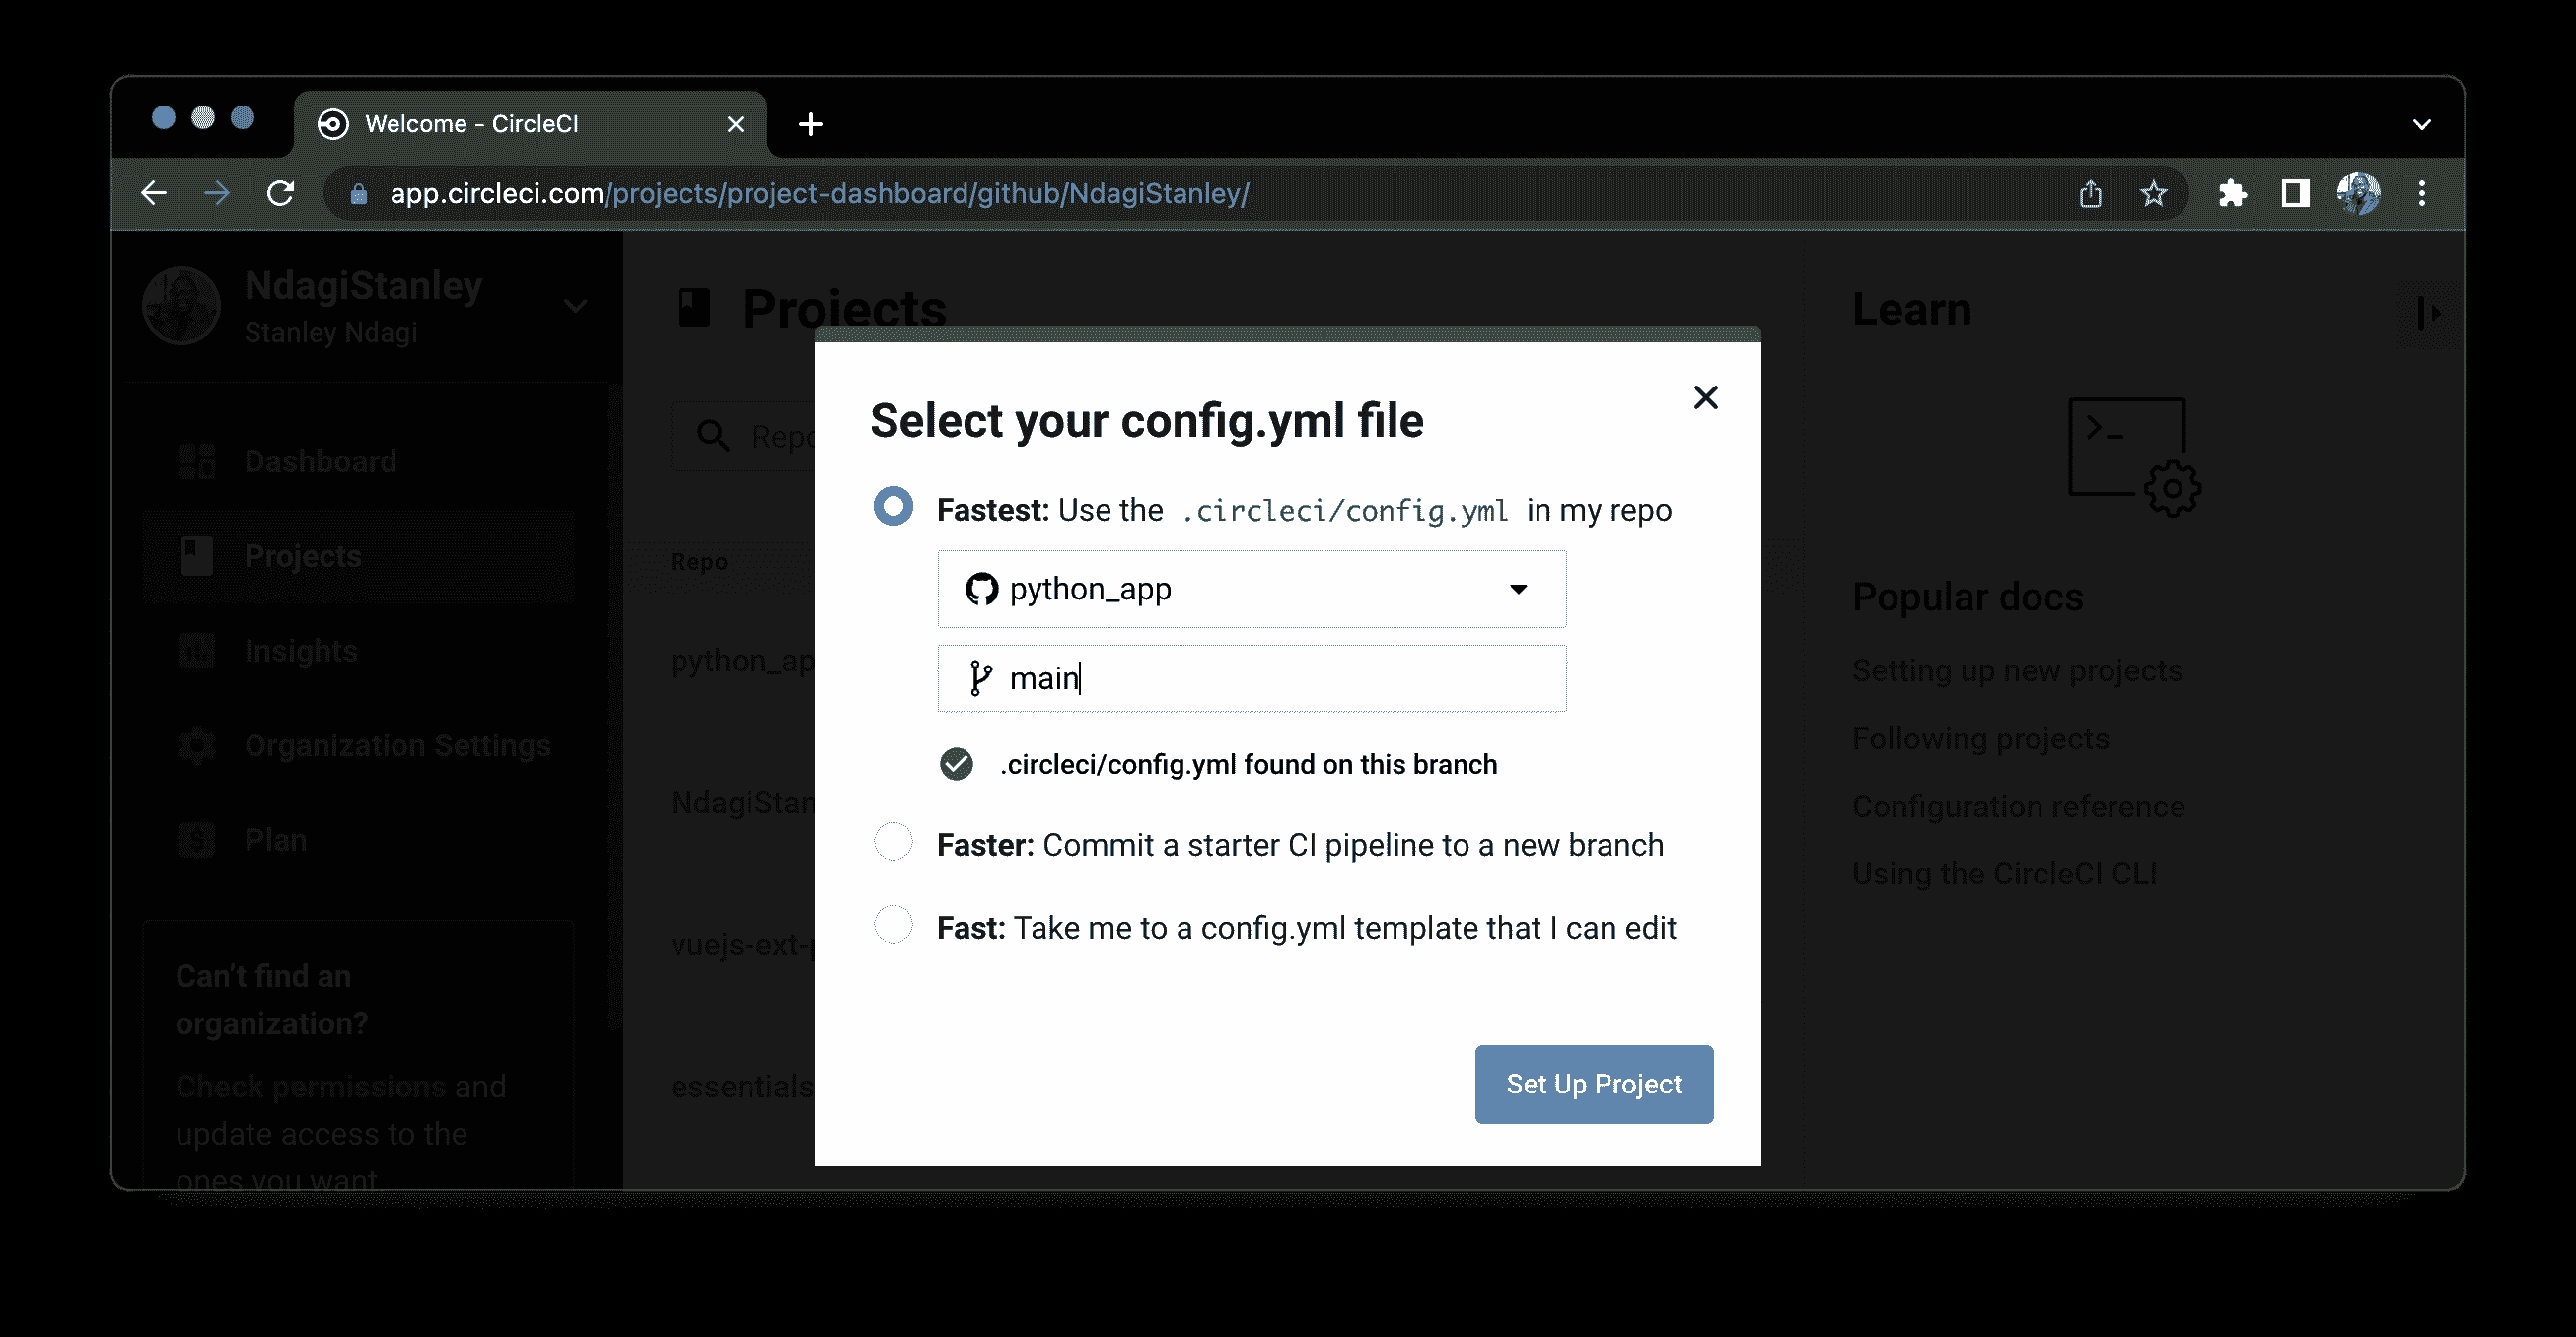 Welcome - CircleCI
app.circleci.com/projects/project-dashboard/github/NdagiStanley/
NdagiStanley
Stanley Ndagi
Dashboard
Projects
Insights
Organization Settings
Plan
Can't find an
organization?
Check permissions and
update access to the
ones you want.
Projects
Repo
Repo
python_ap
NdagiStan
vuejs-ext-p
essentials
Select your config.yml file
Fastest: Use the .circleci/config.yml in my repo
python_app
main
.circleci/config.yml found on this branch
Faster: Commit a starter CI pipeline to a new branch
Fast: Take me to a config.yml template that I can edit
Set Up Project
Learn
Popular docs
Setting up new projects
Following projects
Configuration reference
Using the CircleCI CLI